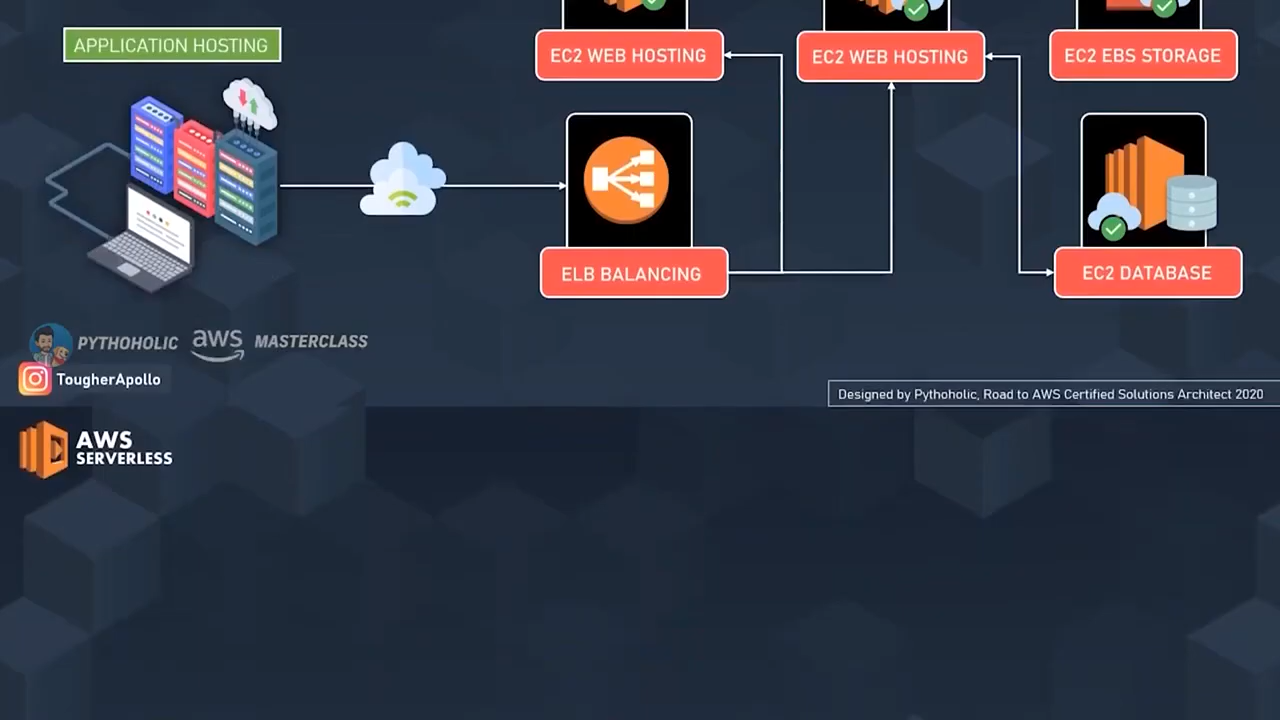 APPLICATION HOSTING
EC2 WEB HOSTING
EC2 WEB HOSTING
EC2 EBS STORAGE
ELB BALANCING
EC2 DATABASE
PYTHOHOLIC aws MASTERCLASS
TougherApollo
Designed by Pythoholic, Road to AWS Certified Solutions Architect 2020
AWS
SERVERLESS